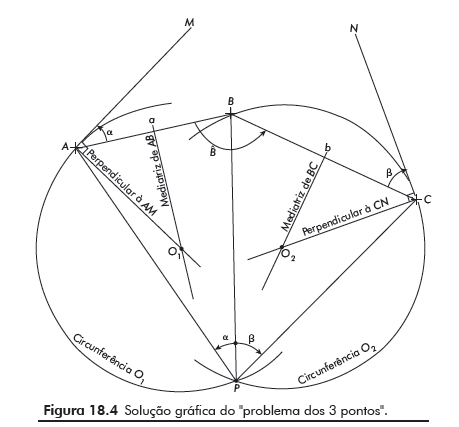 M
N
B
a
α
A
b
B̂
β
C
Perpendicular à AM
Mediatriz de AB
Mediatriz de BC
Perpendicular à CN
O₁
O₂
α
β
Circunferência O₁
Circunferência O₂
P
Figura 18.4 Solução gráfica do "problema dos 3 pontos".